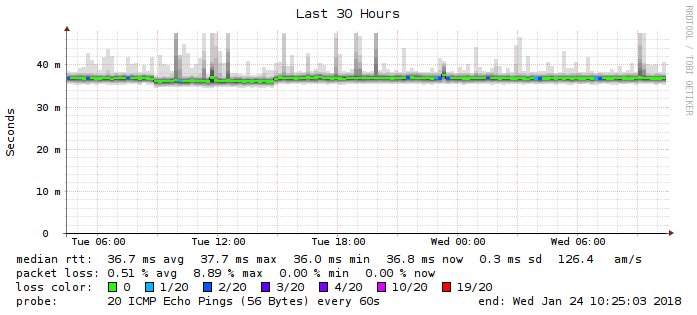 Last 30 Hours
RRDTOOL / TOBI OETIKER
Seconds
40 m
30 m
20 m
10 m
0
Tue 06:00 Tue 12:00 Tue 18:00 Wed 00:00 Wed 06:00
median rtt: 36.7 ms avg 37.7 ms max 36.0 ms min 36.8 ms now 0.3 ms sd 126.4 am/s
packet loss: 0.51 % avg 8.89 % max 0.00 % min 0.00 % now
loss color: 0 1/20 2/20 3/20 4/20 10/20 19/20
probe: 20 ICMP Echo Pings (56 Bytes) every 60s end: Wed Jan 24 10:25:03 2018